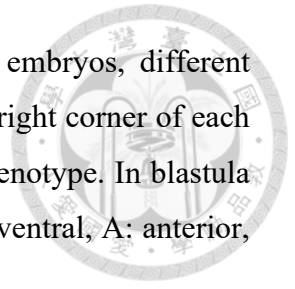 embryos, different
right corner of each
enotype. In blastula
ventral, A: anterior,